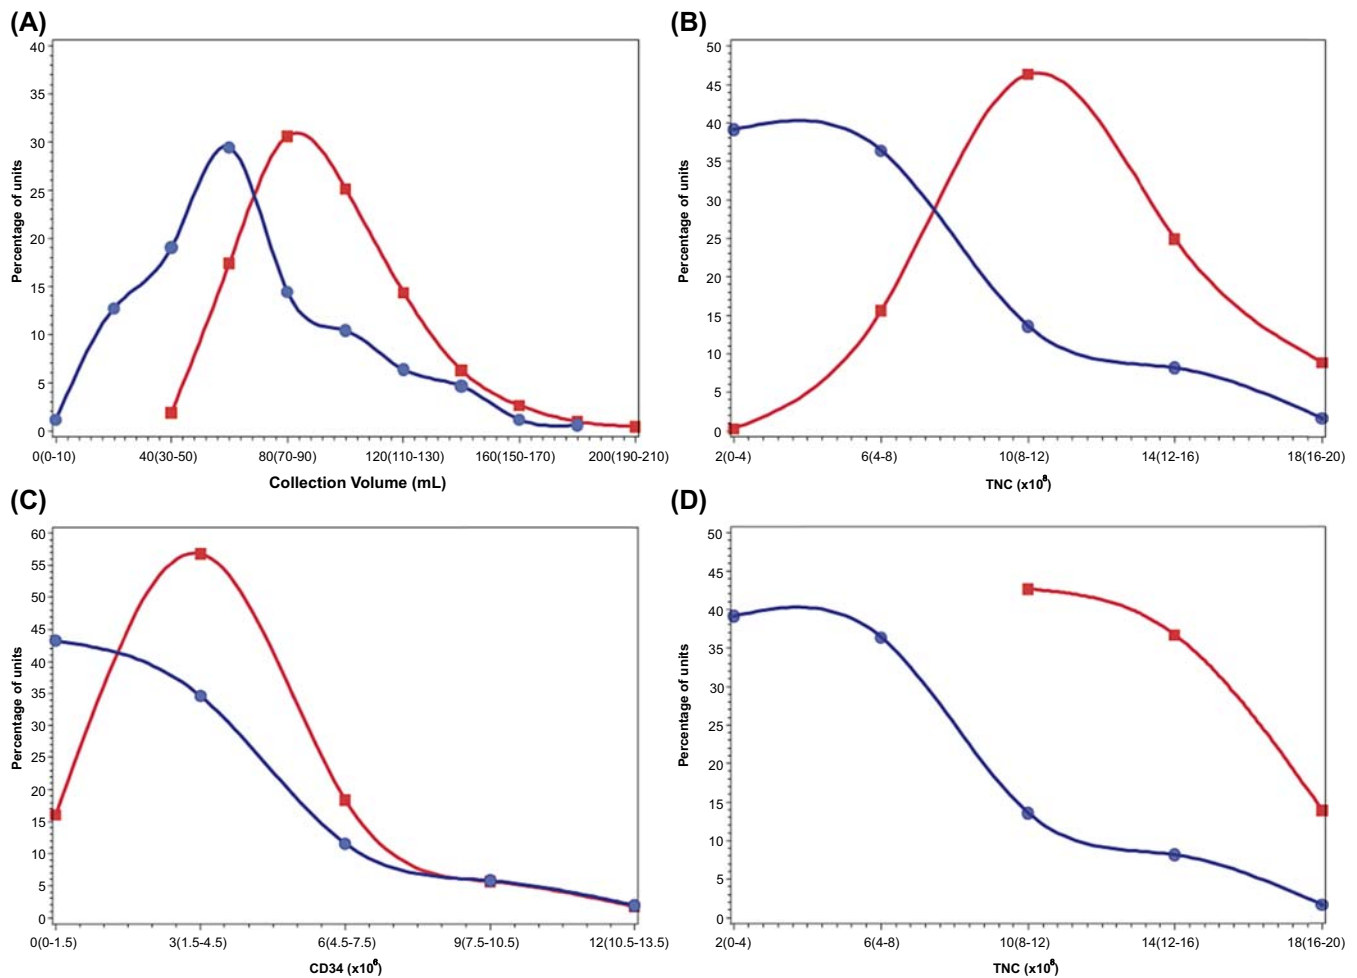 (A)
40
35
30
25
20
15
10
5
0
Percentage of units
0(0-10) 40(30-50) 80(70-90) 120(110-130) 160(150-170) 200(190-210)
Collection Volume (mL)
(B)
50
45
40
35
30
25
20
15
10
5
0
Percentage of units
2(0-4) 6(4-8) 10(8-12) 14(12-16) 18(16-20)
TNC (x10⁸)
(C)
60
55
50
45
40
35
30
25
20
15
10
5
0
Percentage of units
0(0-1.5) 3(1.5-4.5) 6(4.5-7.5) 9(7.5-10.5) 12(10.5-13.5)
CD34 (x10⁶)
(D)
50
45
40
35
30
25
20
15
10
5
0
Percentage of units
2(0-4) 6(4-8) 10(8-12) 14(12-16) 18(16-20)
TNC (x10⁸)